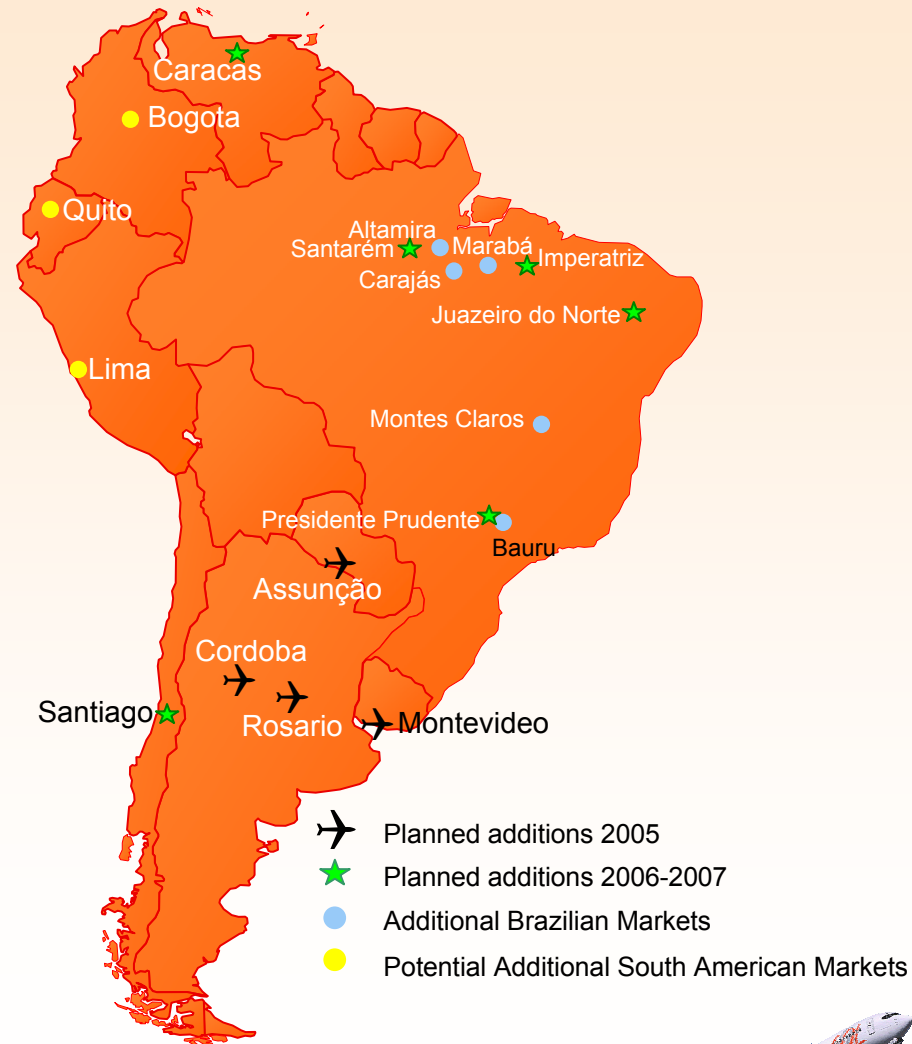 Caracas
Bogota
Quito
Altamira
Santarém
Marabá
Imperatriz
Carajás
Juazeiro do Norte
Lima
Montes Claros
Presidente Prudente
Bauru
Assunção
Cordoba
Santiago
Rosario
Montevideo
Planned additions 2005
Planned additions 2006-2007
Additional Brazilian Markets
Potential Additional South American Markets